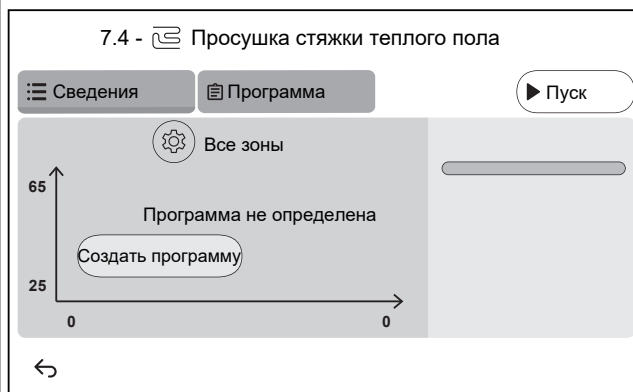 7.4 - Просушка стяжки теплого пола
Сведения
Программа
Пуск
Все зоны
65
Программа не определена
Создать программу
25
0
0